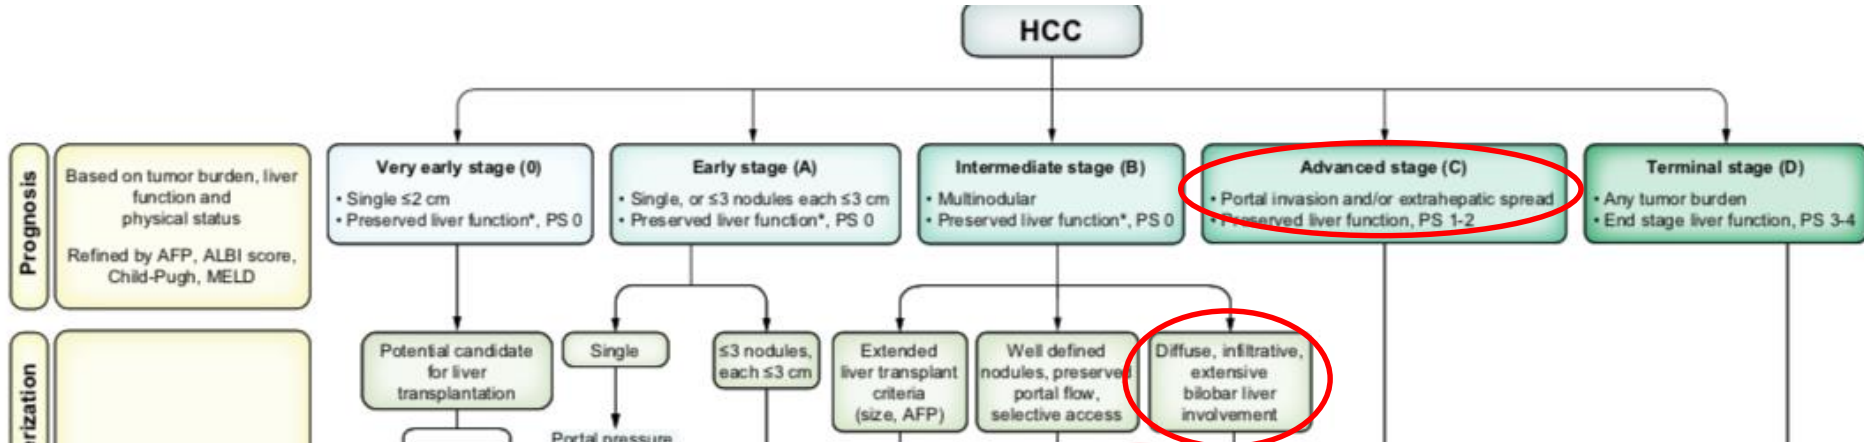 HCC
Prognosis
Based on tumor burden, liver
function and
physical status
Refined by AFP, ALBI score,
Child-Pugh, MELD
Very early stage (0)
• Single ≤2 cm
• Preserved liver function*, PS 0
Early stage (A)
• Single, or ≤3 nodules each ≤3 cm
• Preserved liver function*, PS 0
Intermediate stage (B)
• Multinodular
• Preserved liver function*, PS 0
Advanced stage (C)
• Portal invasion and/or extrahepatic spread
• Preserved liver function, PS 1-2
Terminal stage (D)
• Any tumor burden
• End stage liver function, PS 3-4
erization
Potential candidate
for liver
transplantation
Single
≤3 nodules,
each ≤3 cm
Extended
liver transplant
criteria
(size, AFP)
Well defined
nodules, preserved
portal flow,
selective access
Diffuse, infiltrative,
extensive
bilobar liver
involvement
Portal pressure